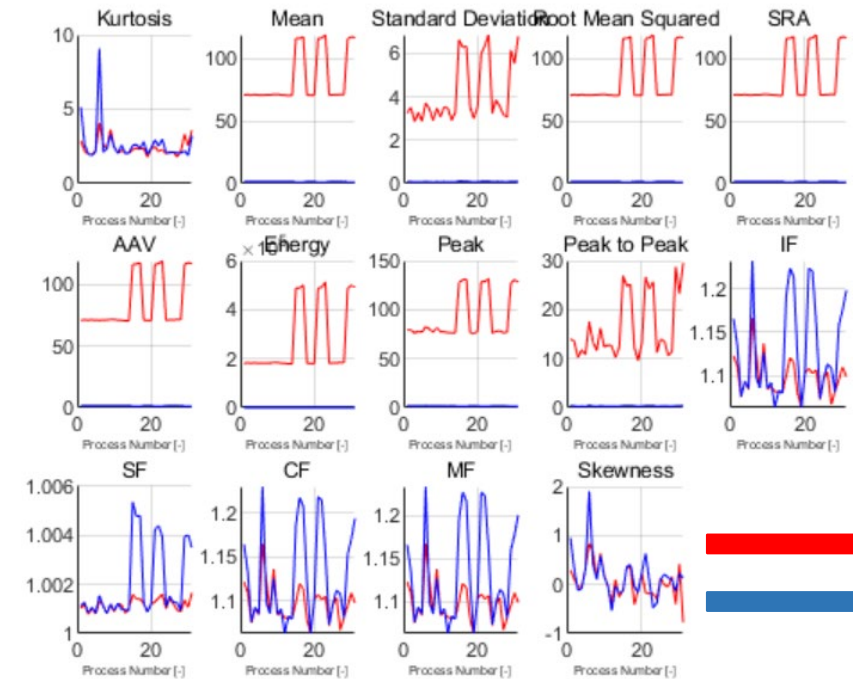 Kurtosis
Mean
Standard Deviation
Root Mean Squared
SRA
10
5
0
0
20
Process Number [-]
100
50
0
0
20
Process Number [-]
6
4
2
0
0
20
Process Number [-]
100
50
0
0
20
Process Number [-]
100
50
0
0
20
Process Number [-]
AAV
Energy
Peak
Peak to Peak
IF
100
50
0
0
20
Process Number [-]
× 10^5
6
4
2
0
0
20
Process Number [-]
150
100
50
0
0
20
Process Number [-]
30
20
10
0
0
20
Process Number [-]
1.2
1.15
1.1
0
20
Process Number [-]
SF
CF
MF
Skewness
1.006
1.004
1.002
1
0
20
Process Number [-]
1.2
1.15
1.1
0
20
Process Number [-]
1.2
1.15
1.1
0
20
Process Number [-]
2
1
0
-1
0
20
Process Number [-]